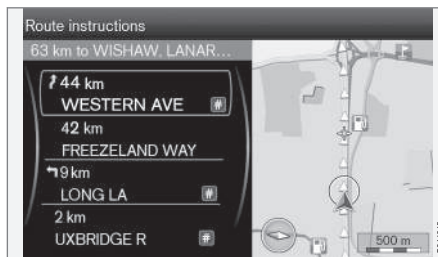 Route instructions
63 km to WISHAW, LANAR...
44 km
WESTERN AVE #
42 km
FREEZELAND WAY
9 km
LONG LA #
2 km
UXBRIDGE R #
500 m